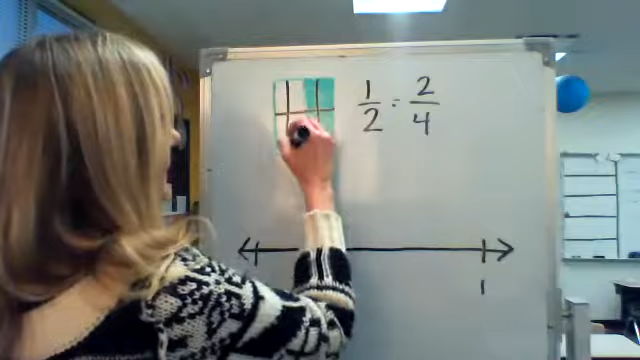 1/2 = 2/4
1